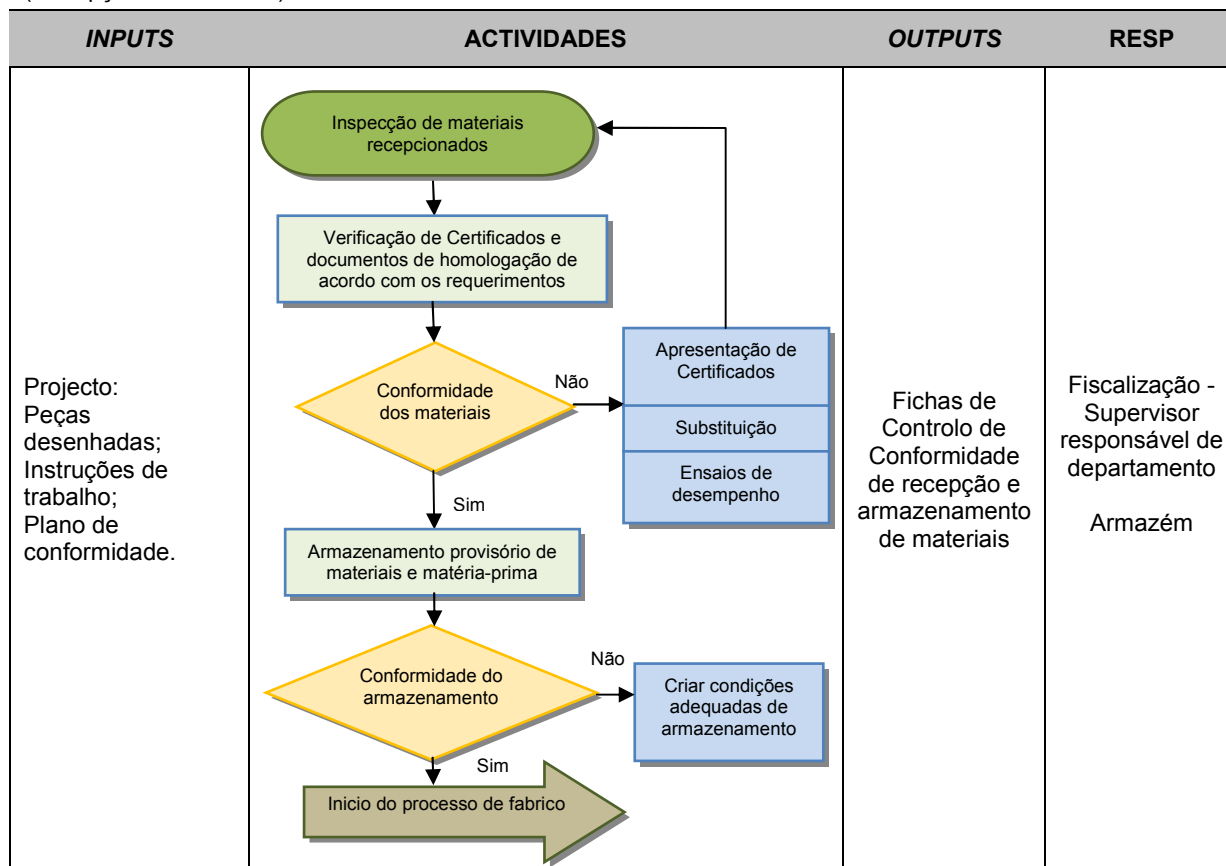 INPUTS
ACTIVIDADES
OUTPUTS
RESP
Projecto:
Peças
desenhadas;
Instruções de
trabalho;
Plano de
conformidade.
Inspecção de materiais
recepcionados
Verificação de Certificados e
documentos de homologação de
acordo com os requerimentos
Conformidade
dos materiais
Não
Apresentação de
Certificados
Substituição
Ensaios de
desempenho
Sim
Armazenamento provisório de
materiais e matéria-prima
Conformidade do
armazenamento
Não
Criar condições
adequadas de
armazenamento
Sim
Inicio do processo de fabrico
Fichas de
Controlo de
Conformidade
de recepção e
armazenamento
de materiais
Fiscalização -
Supervisor
responsável de
departamento
Armazém